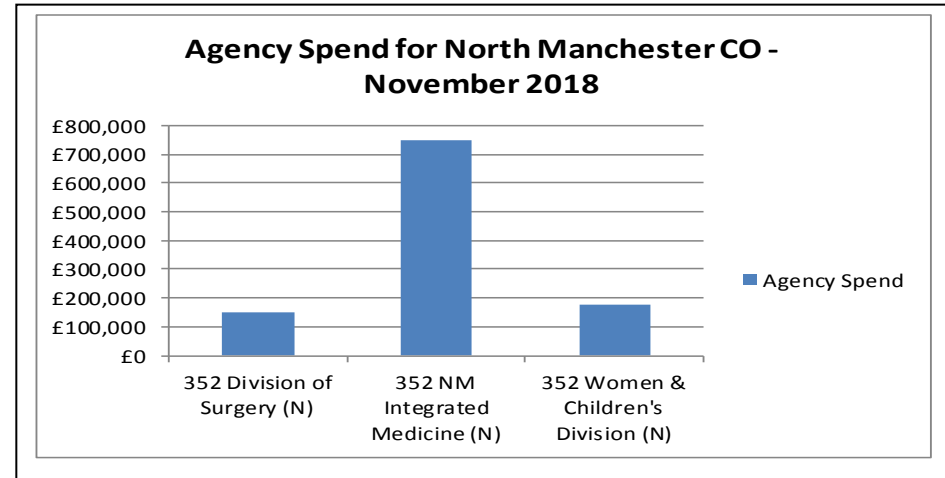 Agency Spend for North Manchester CO -
November 2018
£800,000
£700,000
£600,000
£500,000
£400,000
£300,000
£200,000
£100,000
£0
352 Division of
Surgery (N)
352 NM
Integrated
Medicine (N)
352 Women &
Children's
Division (N)
Agency Spend